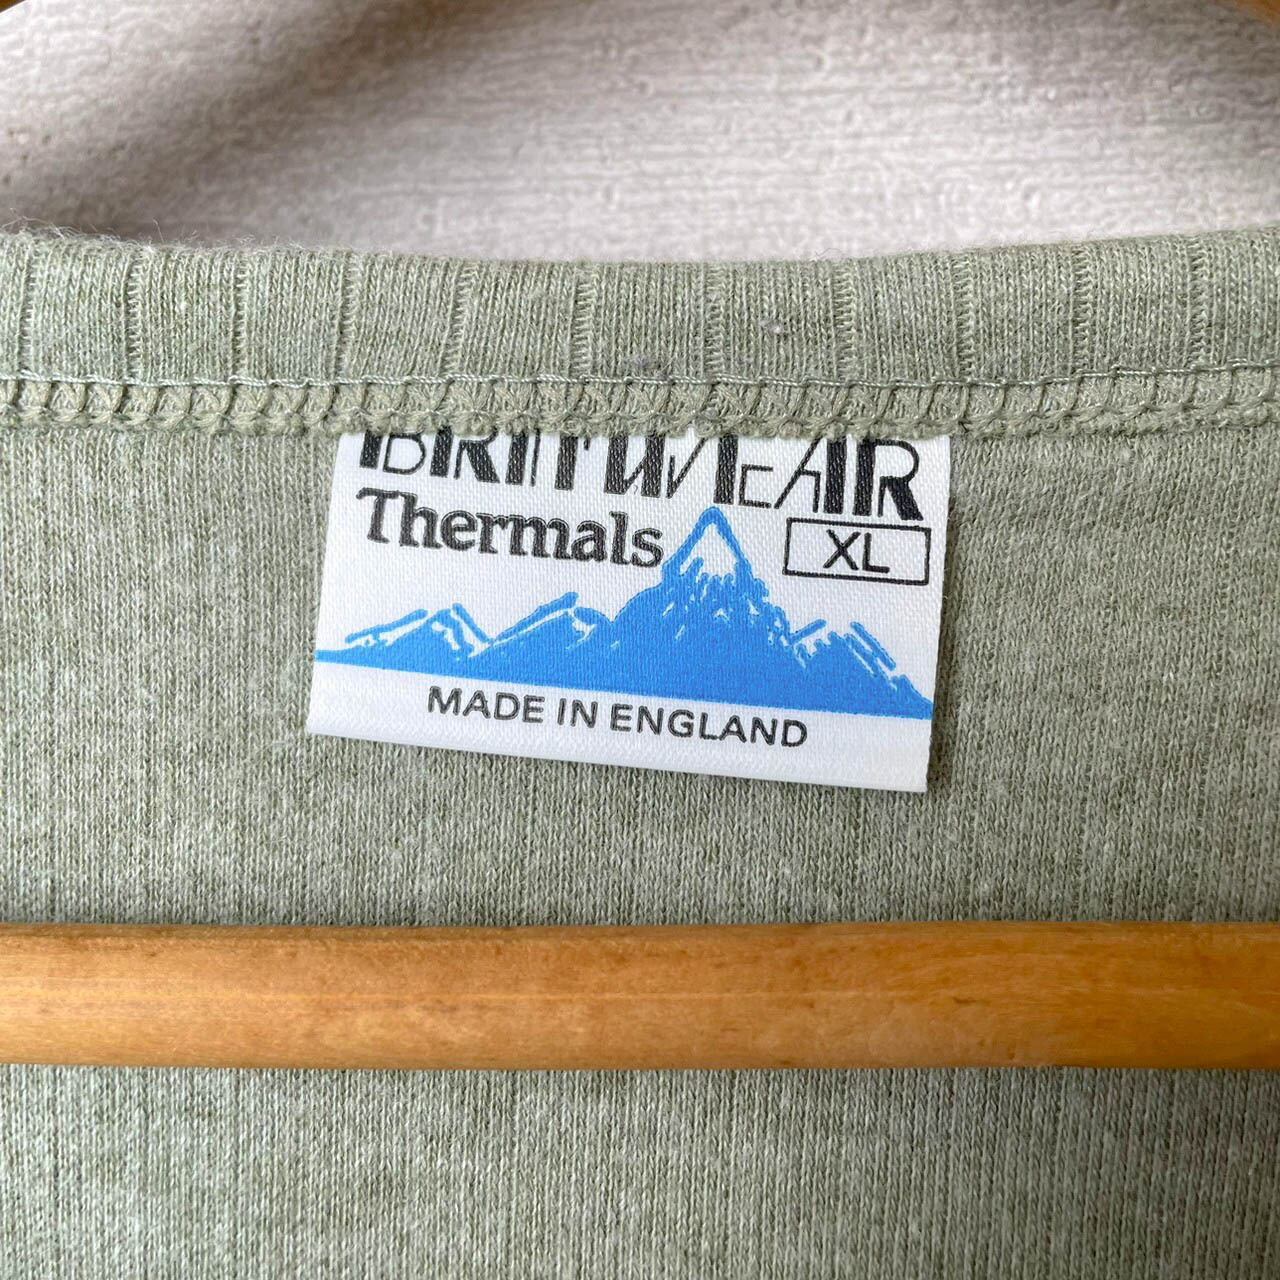 BRITWEAR
Thermals
XL
MADE IN ENGLAND